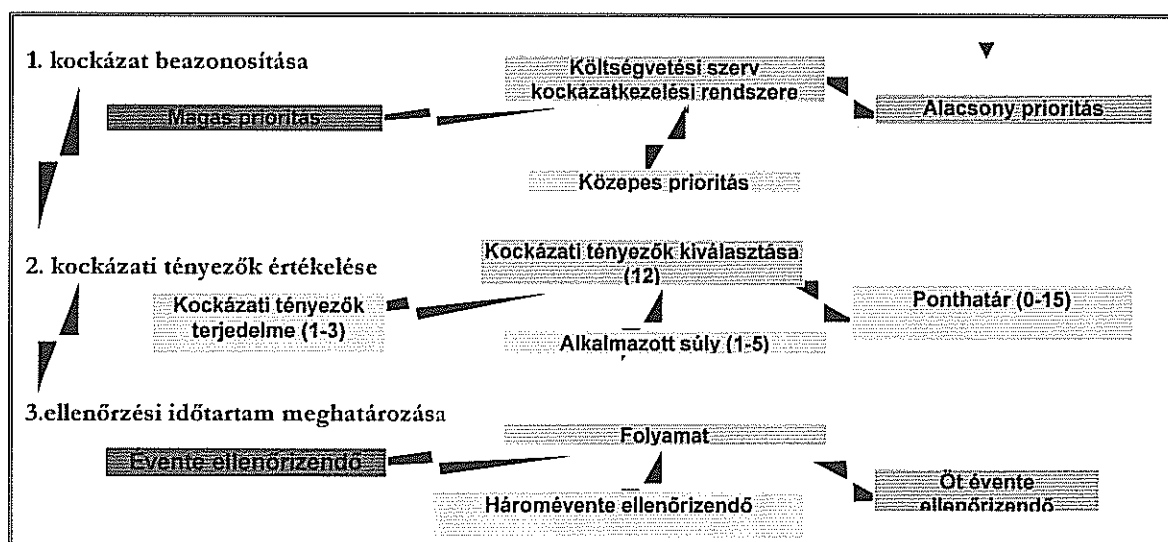 1. kockázat beazonosítása
Költségvetési szerv
kockázatkezelési rendszere
Magas prioritás
Alacsony prioritás
Közepes prioritás
2. kockázati tényezők értékelése
Kockázati tényezők kiválasztása
(12)
Kockázati tényezők
terjedelme (1-3)
Ponthatár (0-15)
Alkalmazott súly (1-5)
3.ellenőrzési időtartam meghatározása
Folyamat
Évente ellenőrizendő
Háromévente ellenőrizendő
Öt évente
ellenőrizendő